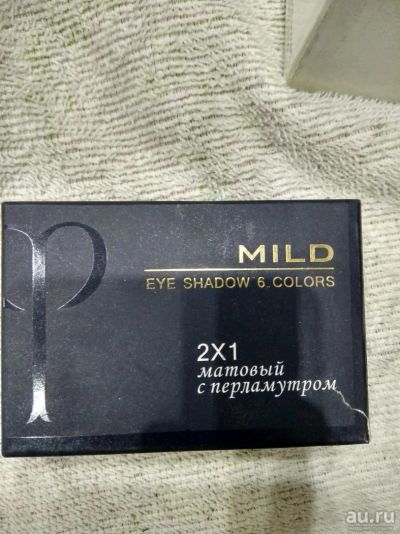 MILD
EYE SHADOW 6 COLORS
2X1
матовый
с перламутром
au.ru